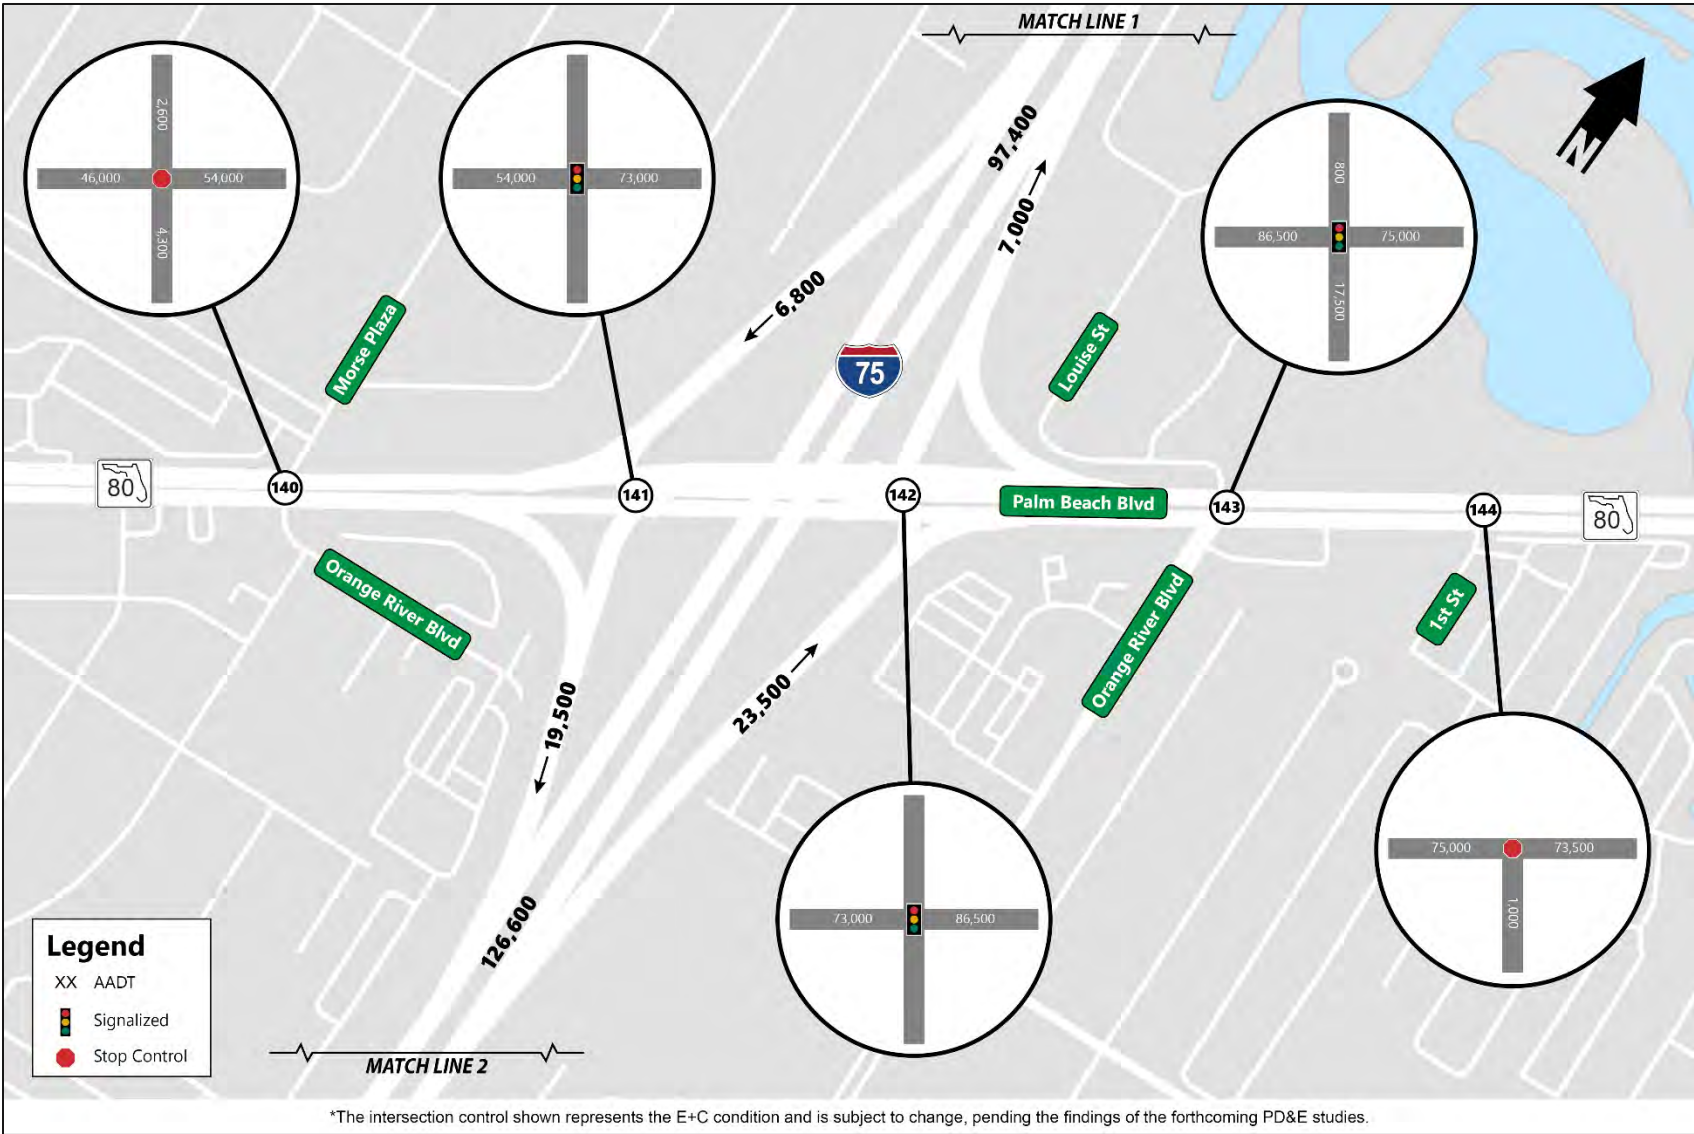 MATCH LINE 1
2,600
46,000
54,000
4,300
54,000
73,000
97,400
7,000
N
800
86,500
75,000
17,500
6,800
75
Morse Plaza
Louise St
80
140
141
142
Palm Beach Blvd
143
144
80
Orange River Blvd
Orange River Blvd
1st St
19,500
23,500
126,600
73,000
86,500
75,000
73,500
1,000
Legend
XX AADT
Signalized
Stop Control
MATCH LINE 2
*The intersection control shown represents the E+C condition and is subject to change, pending the findings of the forthcoming PD&E studies.